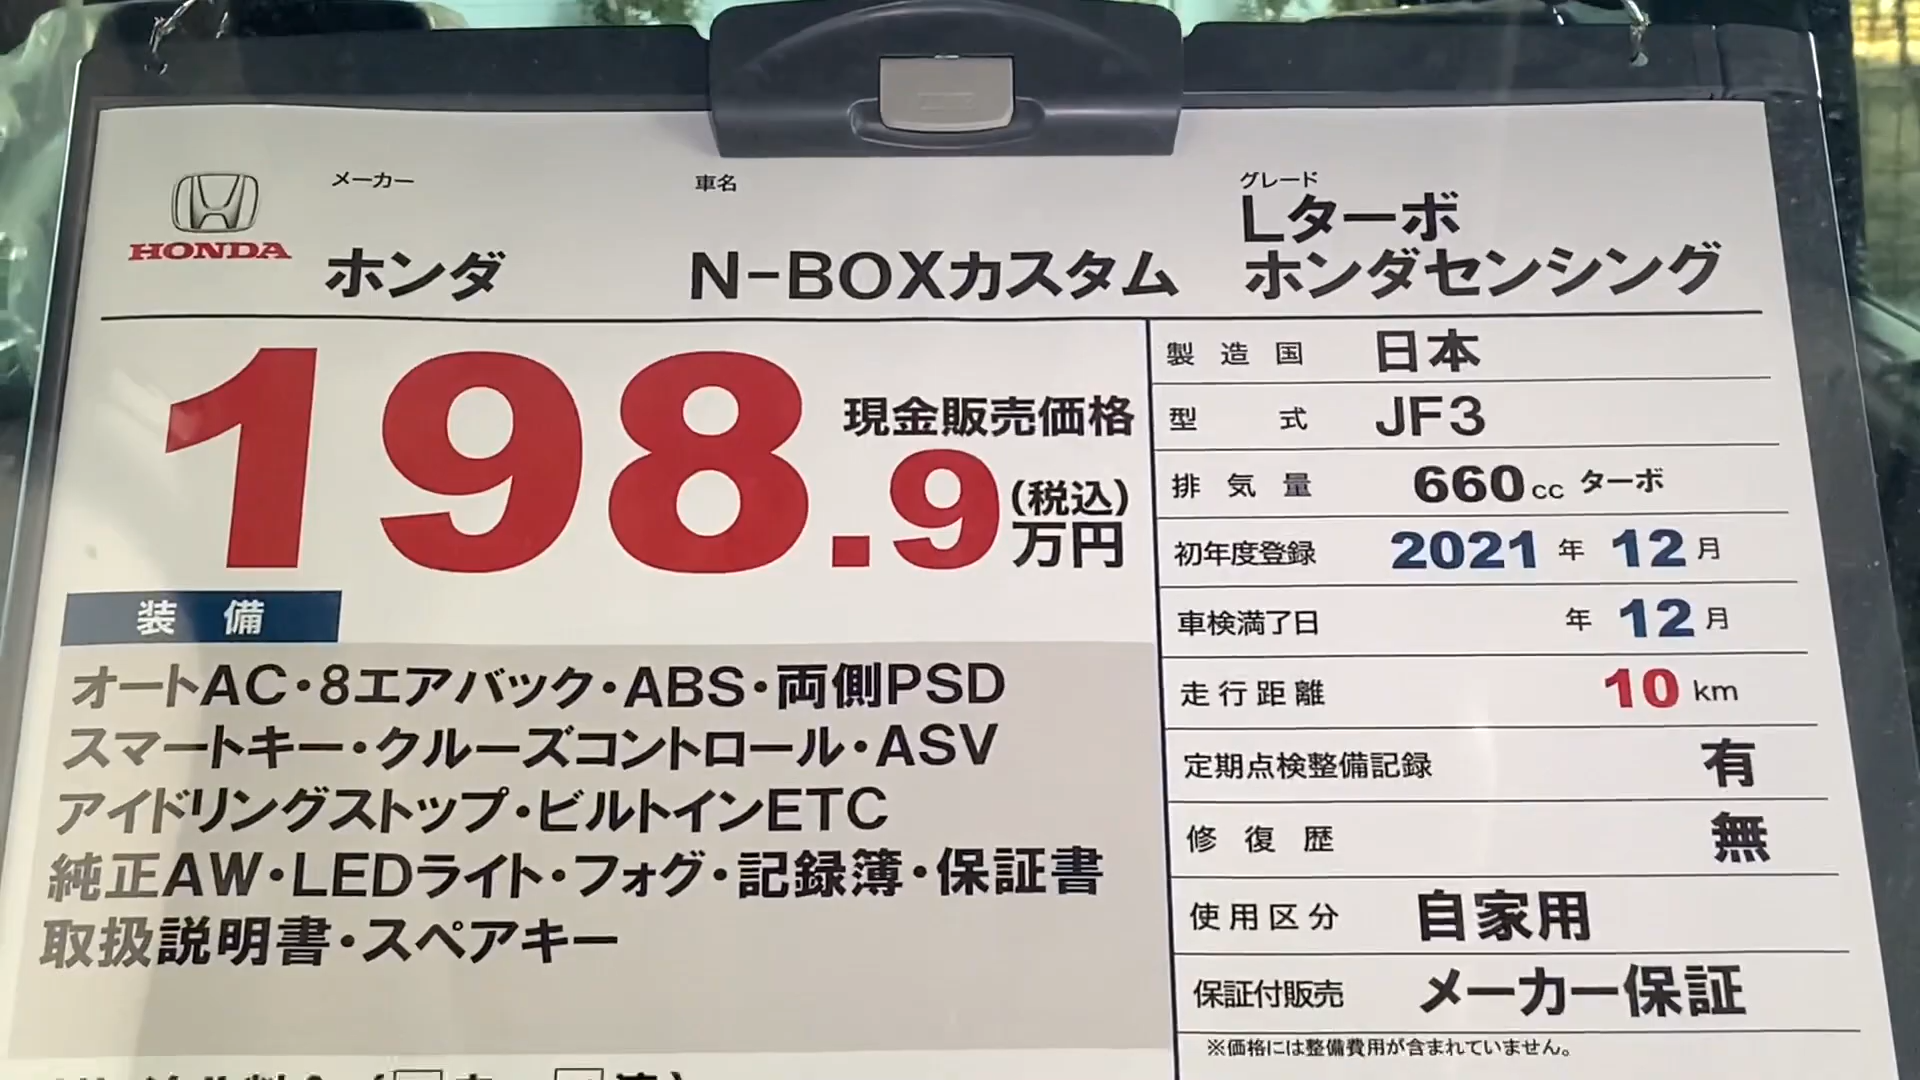 メーカー
車名
グレード
HONDA
ホンダ
N-BOXカスタム
Lターボ
ホンダセンシング
198.9
現金販売価格
(税込)
万円
装備
オートAC・8エアバック・ABS・両側PSD
スマートキー・クルーズコントロール・ASV
アイドリングストップ・ビルトインETC
純正AW・LEDライト・フォグ・記録簿・保証書
取扱説明書・スペアキー
製造国 日本
型式 JF3
排気量 660cc ターボ
初年度登録 2021年12月
車検満了日 年12月
走行距離 10km
定期点検整備記録 有
修復歴 無
使用区分 自家用
保証付販売 メーカー保証
※価格には整備費用が含まれていません。